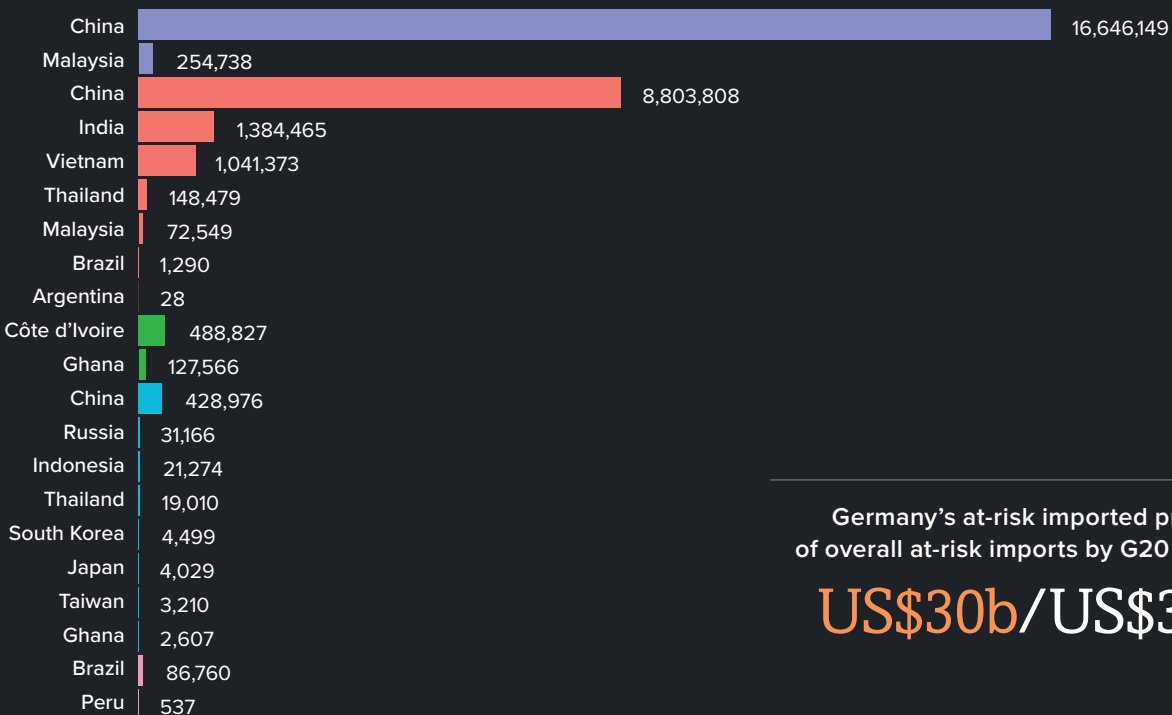 China 16,646,149
Malaysia 254,738
China 8,803,808
India 1,384,465
Vietnam 1,041,373
Thailand 148,479
Malaysia 72,549
Brazil 1,290
Argentina 28
Côte d’Ivoire 488,827
Ghana 127,566
China 428,976
Russia 31,166
Indonesia 21,274
Thailand 19,010
South Korea 4,499
Japan 4,029
Taiwan 3,210
Ghana 2,607
Brazil 86,760
Peru 537
Germany’s at-risk imported
of overall at-risk imports by G20
US$30b/US$3